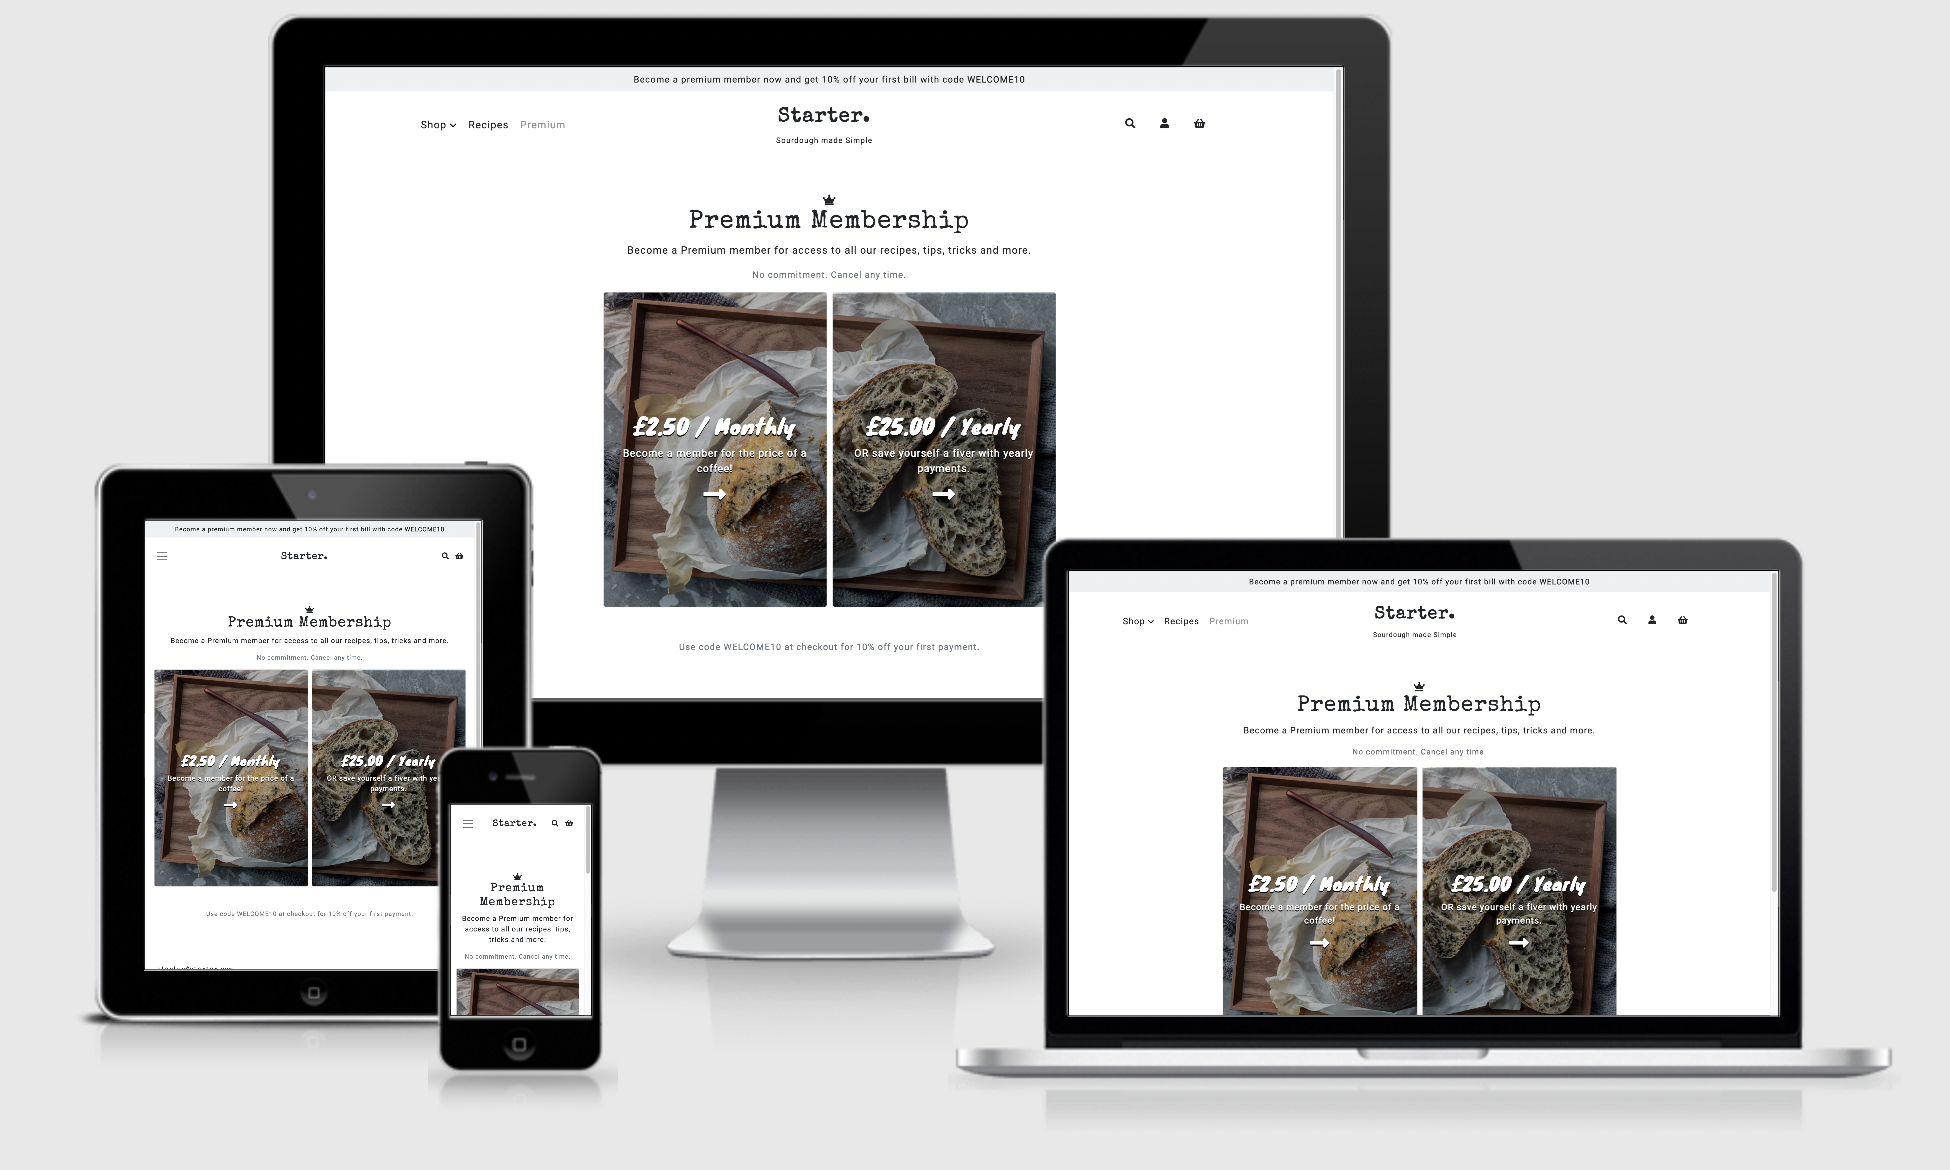 Become a premium member now and get 10% off your first bill with code WELCOME10
Shop Recipes Premium
Starter.
Sourdough made Simple
Premium Membership
Become a Premium member for access to all our recipes, tips, tricks and more.
No commitment. Cancel any time.
£2.50 / Monthly
Become a member for the price of a
coffee!
£25.00 / Yearly
OR save yourself a fiver with yearly
payments.
Use code WELCOME10 at checkout for 10% off your first payment.
Become a premium member now and get 10% off your first bill with code WELCOME10
Starter.
Premium Membership
Become a Premium member for access to all our recipes, tips, tricks and more.
No commitment. Cancel any time.
£2.50 / Monthly
Become a member for the price of a
coffee!
£25.00 / Yearly
OR save yourself a fiver with
payments.
Use code WELCOME10 at checkout for 10% off your first payment.
Starter.
Premium
Membership
Become a Premium member for
access to all our recipes, tips,
tricks and more.
No commitment. Cancel any time.
Become a premium member now and get 10% off your first bill with code WELCOME10
Shop Recipes Premium
Starter.
Sourdough made Simple
Premium Membership
Become a Premium member for access to all our recipes, tips, tricks and more.
No commitment. Cancel any time.
£2.50 / Monthly
Become a member for the price of a
coffee!
£25.00 / Yearly
OR save yourself a fiver with yearly
payments.